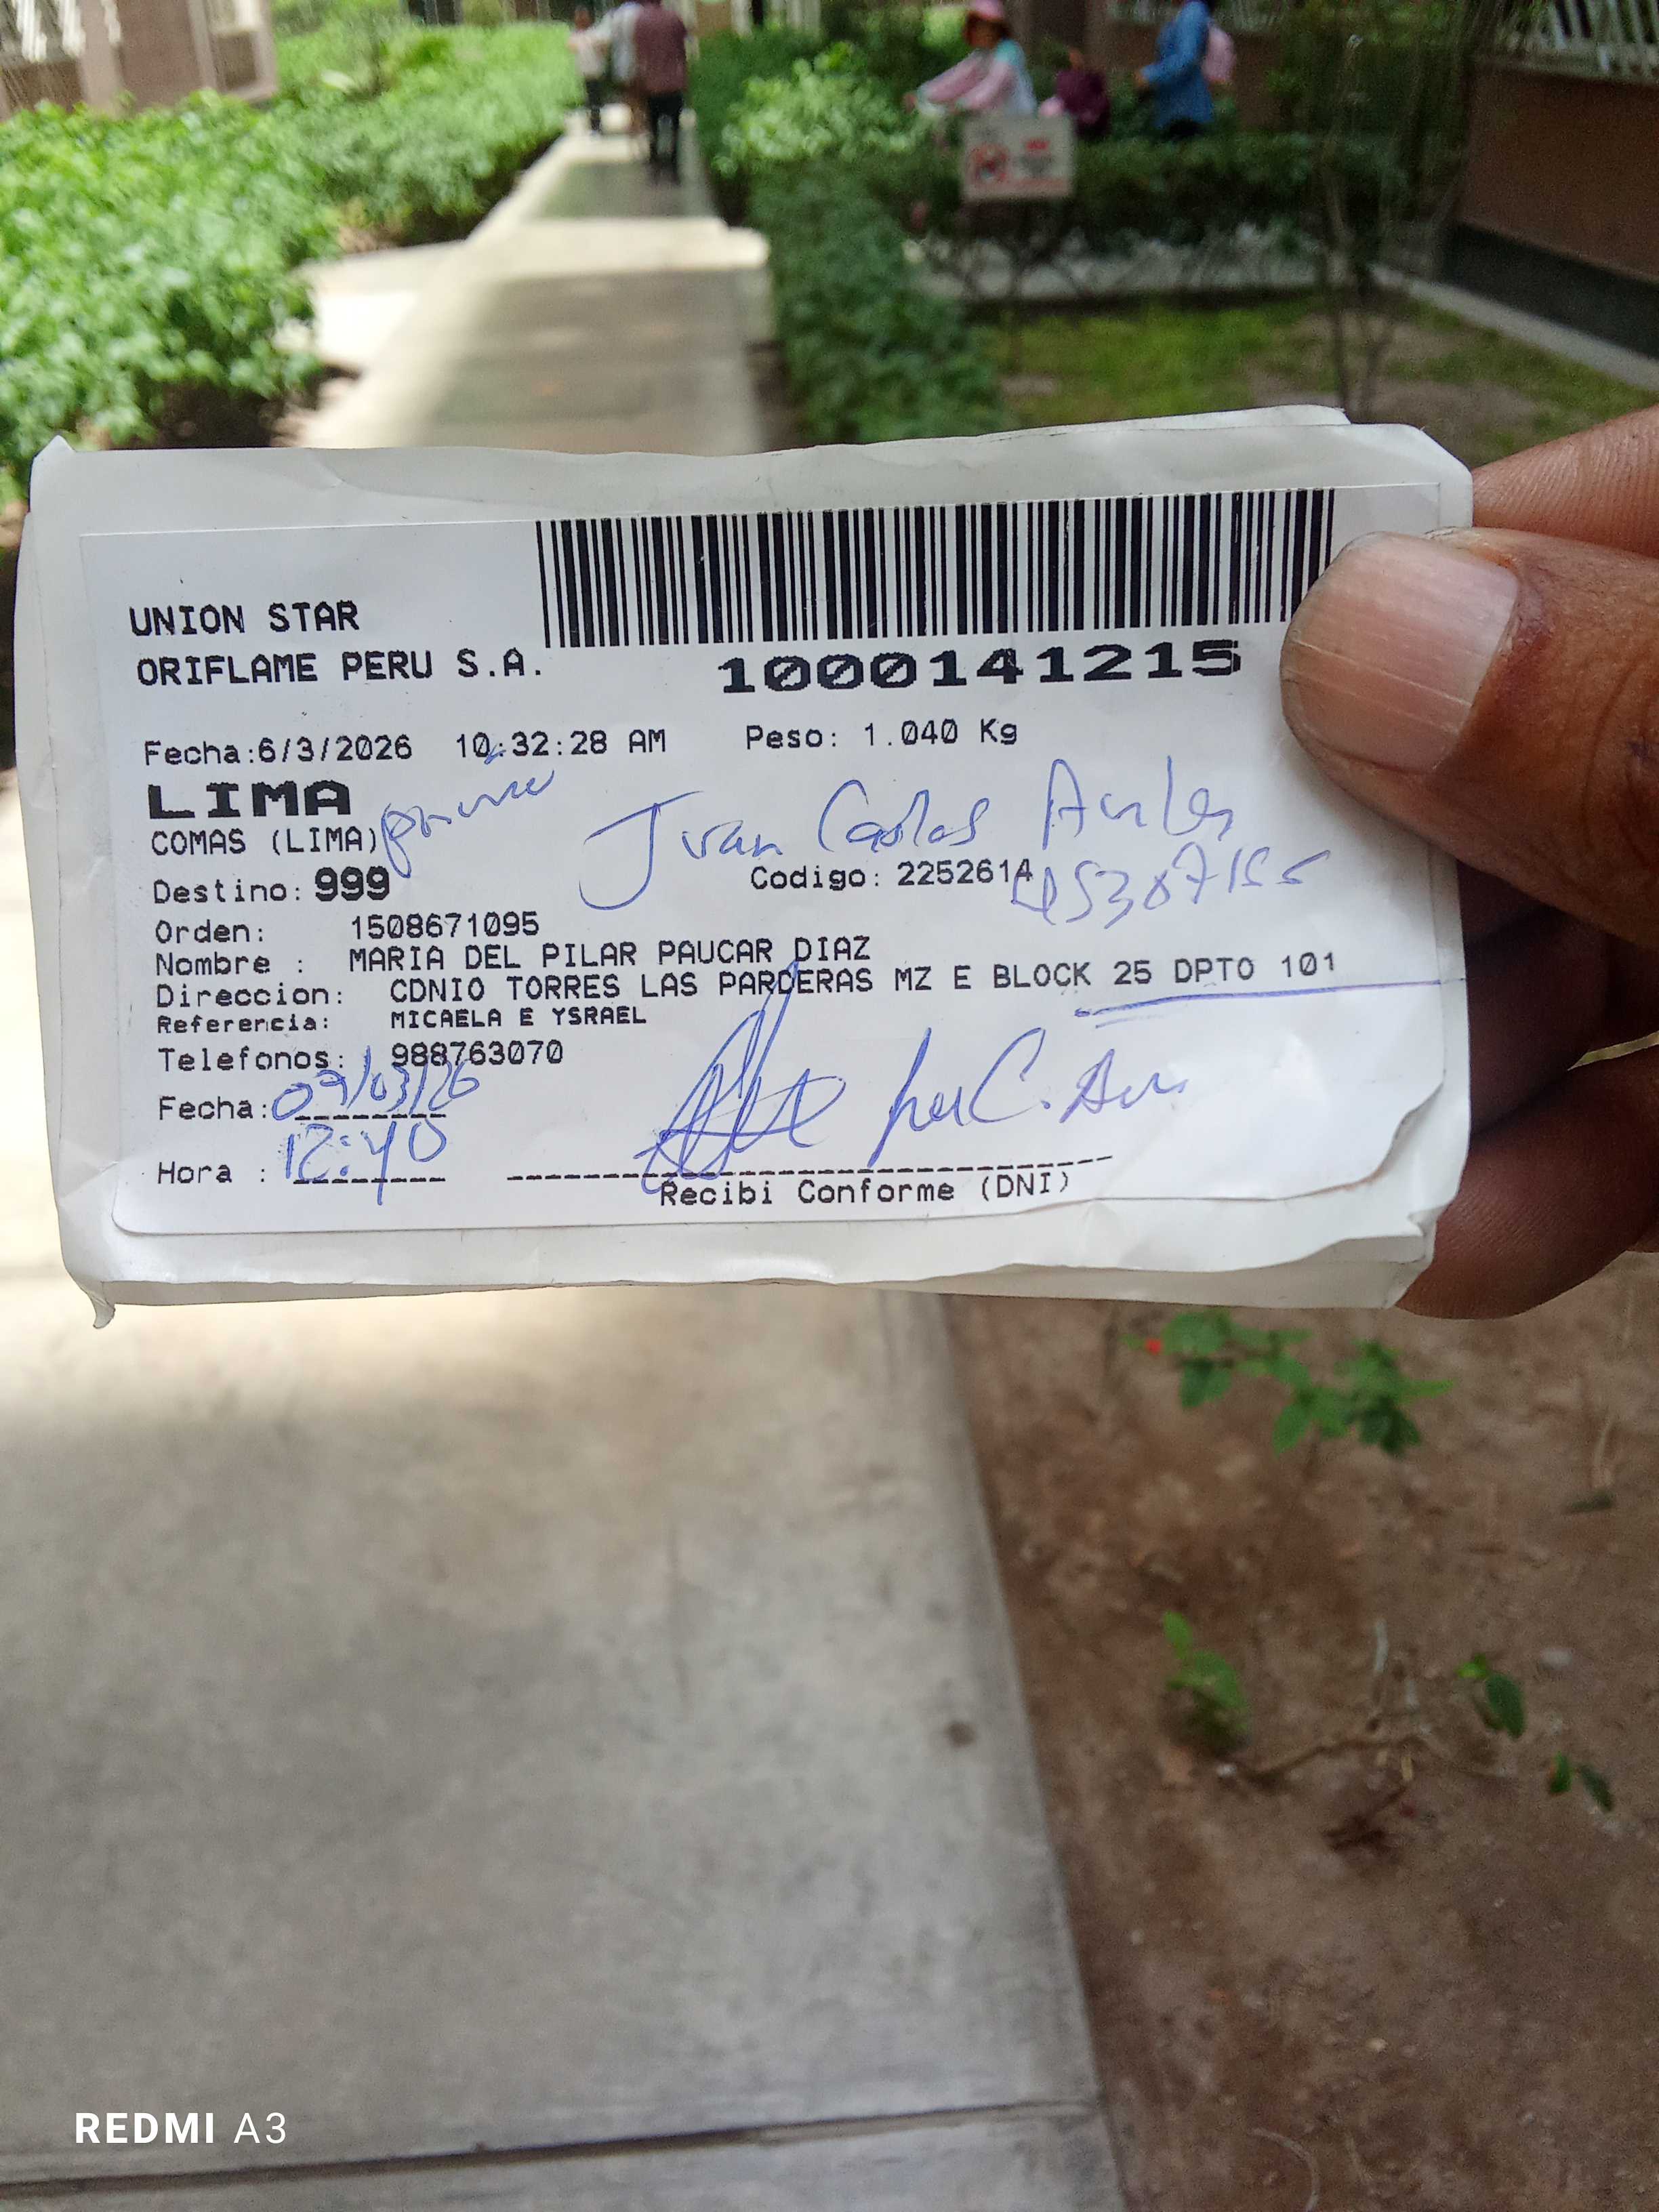 UNION STAR
ORIFLAME PERU S.A.
1000141215
Fecha:6/3/2026 10:32:28 AM Peso: 1.040 Kg
LIMA
COMAS (LIMA)
Juan Carlos
Destino: 999 Codigo: 2252614
Orden: 1508671095
Nombre : MARIA DEL PILAR PAUCAR DIAZ
Direccion: CDNIO TORRES LAS PARDERAS MZ E BLOCK 25 DPTO 101
Referencia: MICAELA E YSRAEL
Telefonos: 988763070
Fecha: 07/03/26
Hora : 12:40
Recibi Conforme (DNI)
REDMI A3